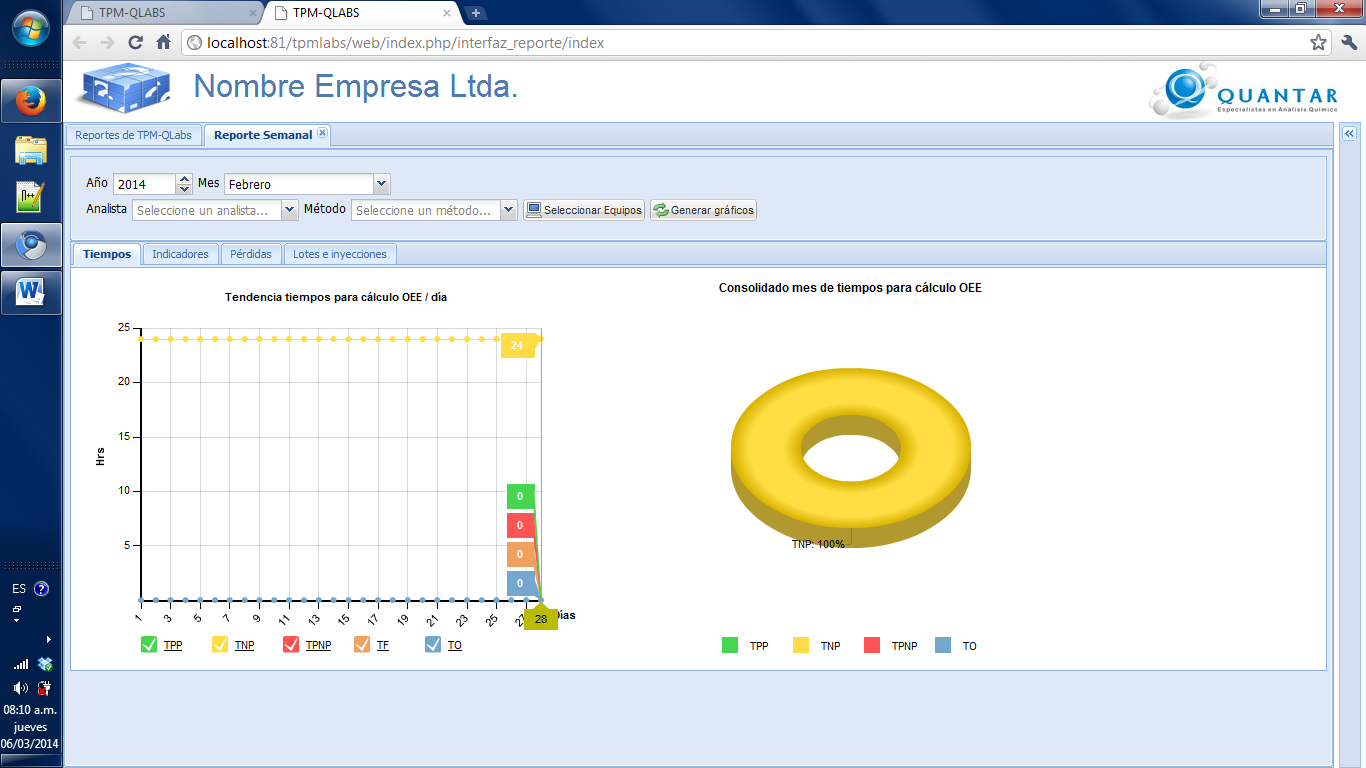 TPM-QLABS
TPM-QLABS
localhost:81/tpmlabs/web/index.php/interfaz_reporte/index
Nombre Empresa Ltda.
QUANTAR
Especialistas en Análisis Químico
Reportes de TPM-QLabs
Reporte Semanal
Año 2014 Mes Febrero
Analista Seleccione un analista... Método Seleccione un método... Seleccionar Equipos Generar gráficos
Tiempos Indicadores Pérdidas Lotes e inyecciones
Tendencia tiempos para cálculo OEE / día
25
20
15
10
5
Hrs
24
0
0
0
0
1 3 5 7 9 11 13 15 17 19 21 23 25 27
28
Días
TPP TNP TPNP TF TO
Consolidado mes de tiempos para cálculo OEE
TNP: 100%
TPP TNP TPNP TO
n++
W
ES ?
08:10 a.m.
jueves
06/03/2014